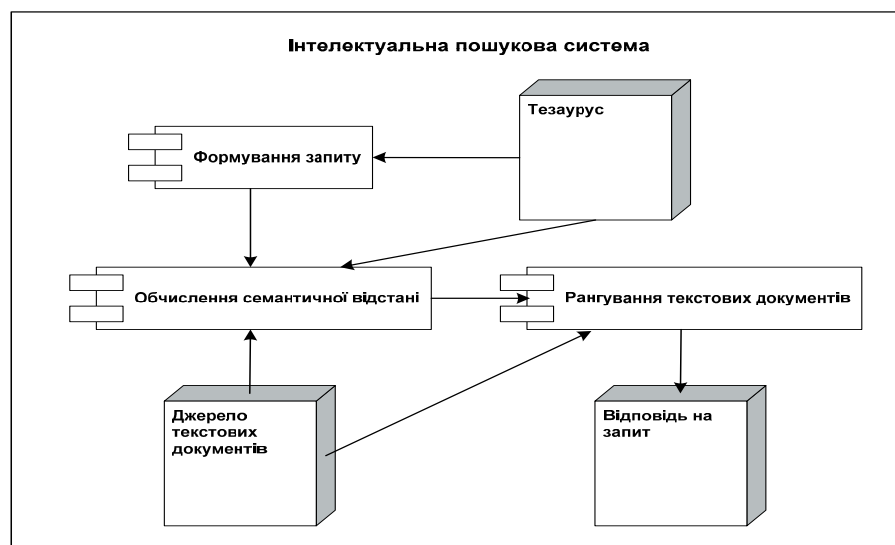 Інтелектуальна пошукова система
Тезаурус
Формування запиту
Обчислення семантичної відстані
Рангування текстових документів
Джерело
текстових
документів
Відповідь на
запит